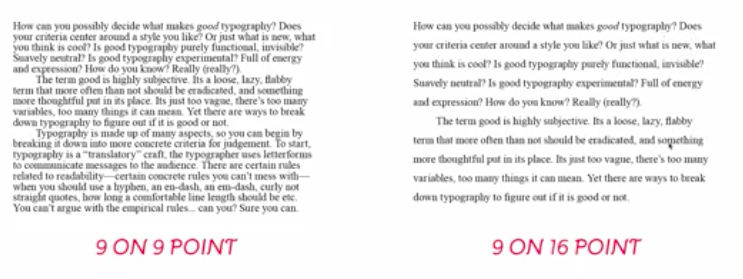 How can you possibly decide what makes good typography? Does
your criteria center around a style you like? Or just what is new, what
you think is cool? Is good typography purely functional, invisible?
Suavely neutral? Is good typography experimental? Full of energy
and expression? How do you know? Really (really?).
The term good is highly subjective. Its a loose, lazy, flabby
term that more often than not should be eradicated, and something
more thoughtful put in its place. Its just too vague, there's too many
variables, too many things it can mean. Yet there are ways to break
down typography to figure out if it is good or not.
Typography is made up of many aspects, so you can begin by
breaking it down into more concrete criteria for judgement. To start,
typography is a "translatory" craft, the typographer uses letterforms
to communicate messages to the audience. There are certain rules
related to readability—certain concrete rules you can't mess with—
when you should use a hyphen, an en-dash, an em-dash, curly not
straight quotes, how long a comfortable line length should be etc.
You can't argue with the empirical rules... can you? Sure you can.
9 ON 9 POINT
How can you possibly decide what makes good typography? Does
your criteria center around a style you like? Or just what is new, what
you think is cool? Is good typography purely functional, invisible?
Suavely neutral? Is good typography experimental? Full of energy
and expression? How do you know? Really (really?).
The term good is highly subjective. Its a loose, lazy, flabby
term that more often than not should be eradicated, and something
more thoughtful put in its place. Its just too vague, there's too many
variables, too many things it can mean. Yet there are ways to break
down typography to figure out if it is good or not.
9 ON 16 POINT